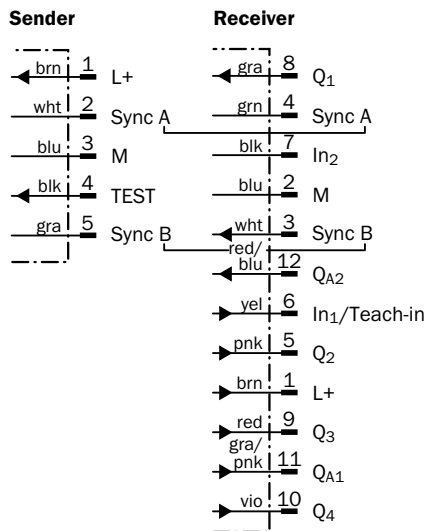 Sender
brn 1 L+
wht 2 Sync A
blu 3 M
blk 4 TEST
gra 5 Sync B
Receiver
gra 8 Q1
grn 4 Sync A
blk 7 In2
blu 2 M
wht 3 Sync B
red/
blu 12 QA2
yel 6 In1/Teach-in
pnk 5 Q2
brn 1 L+
red 9 Q3
gra/
pnk 11 QA1
vio 10 Q4